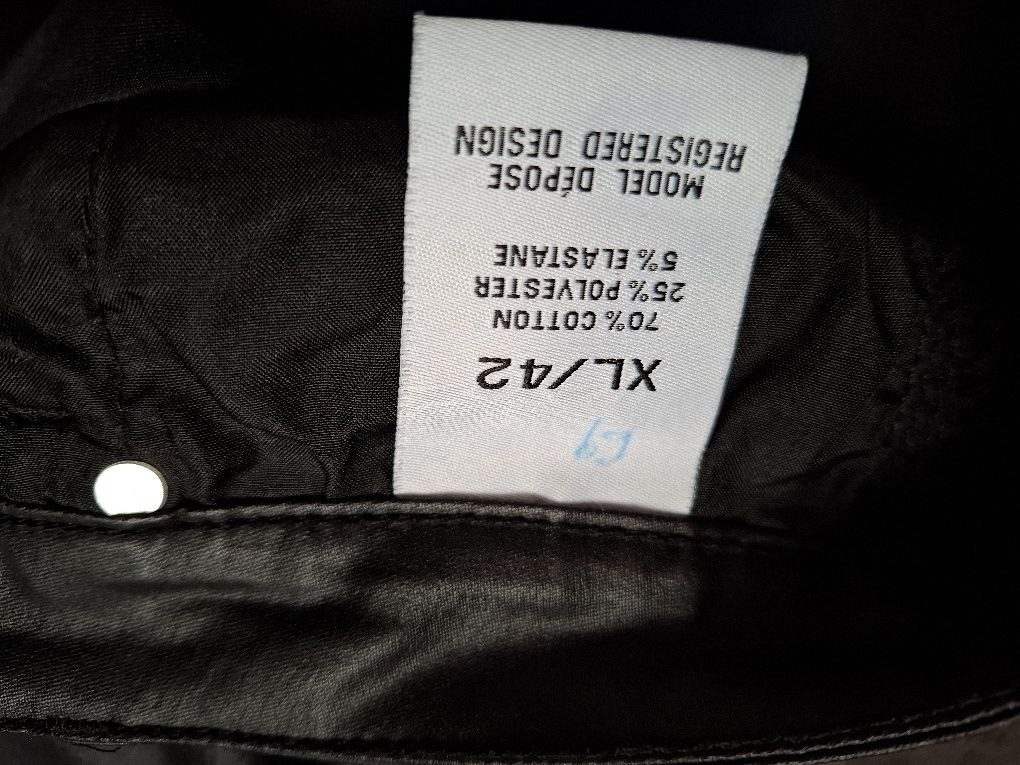 XL/42
70% COTTON
25% POLYESTER
5% ELASTANE
MODEL DÉPOSE
REGISTERED DESIGN